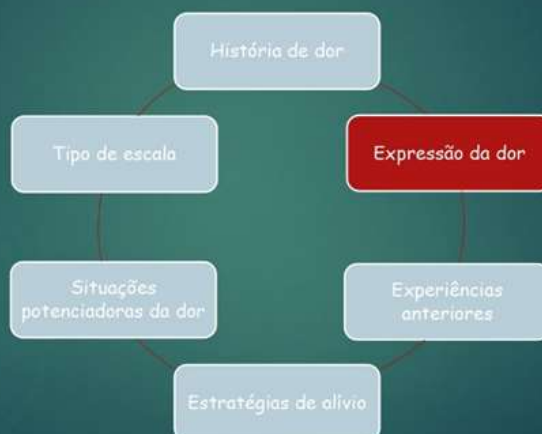 História de dor
Tipo de escala
Expressão da dor
Situações
potenciadoras da dor
Experiências
anteriores
Estratégias de alívio